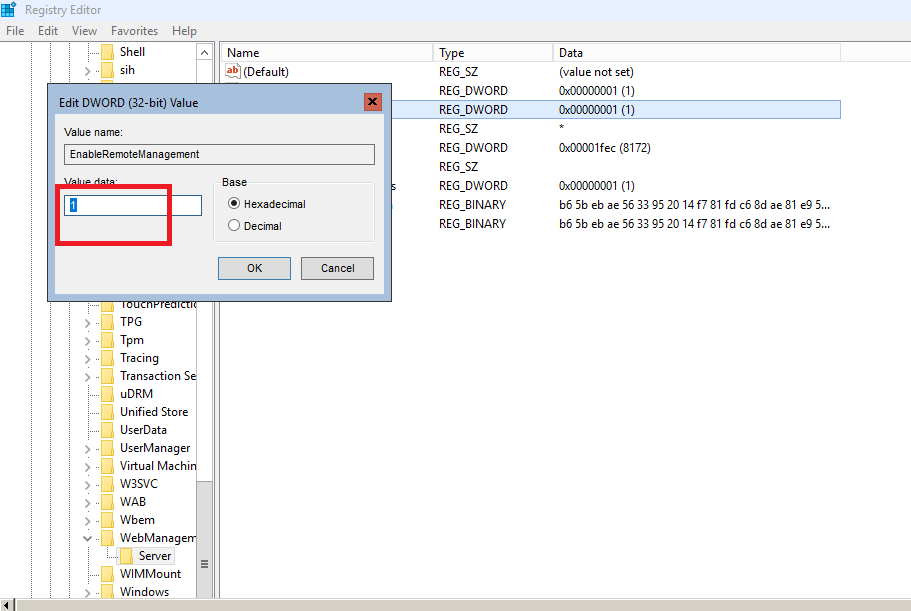 Registry Editor
File Edit View Favorites Help
Shell
sih
Name Type Data
(Default) REG_SZ (value not set)
REG_DWORD 0x00000001 (1)
REG_DWORD 0x00000001 (1)
REG_SZ *
REG_DWORD 0x00001fec (8172)
REG_SZ
s REG_DWORD 0x00000001 (1)
REG_BINARY b6 5b eb ae 56 33 95 20 14 f7 81 fd c6 8d ae 81 e9 5...
REG_BINARY b6 5b eb ae 56 33 95 20 14 f7 81 fd c6 8d ae 81 e9 5...
Edit DWORD (32-bit) Value
Value name:
EnableRemoteManagement
Value data:
1
Base
Hexadecimal
Decimal
OK Cancel
TouchPredictio
TPG
Tpm
Tracing
Transaction Se
uDRM
Unified Store
UserData
UserManager
Virtual Machin
W3SVC
WAB
Wbem
WebManagem
Server
WIMMount
Windows